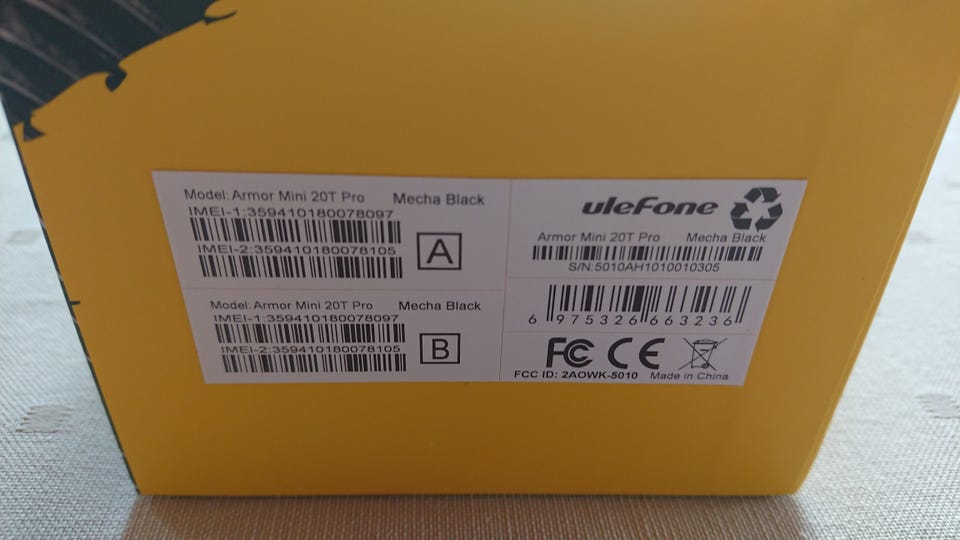 Model: Armor Mini 20T Pro Mecha Black
IMEI-1:359410180078097
IMEI-2:359410180078105
A
Model: Armor Mini 20T Pro Mecha Black
IMEI-1:359410180078097
IMEI-2:359410180078105
B
uleFone
Armor Mini 20T Pro Mecha Black
S/N:5010AH1010010305
6 975326 663236
FC CE
FCC ID: 2AOWK-5010 Made in China